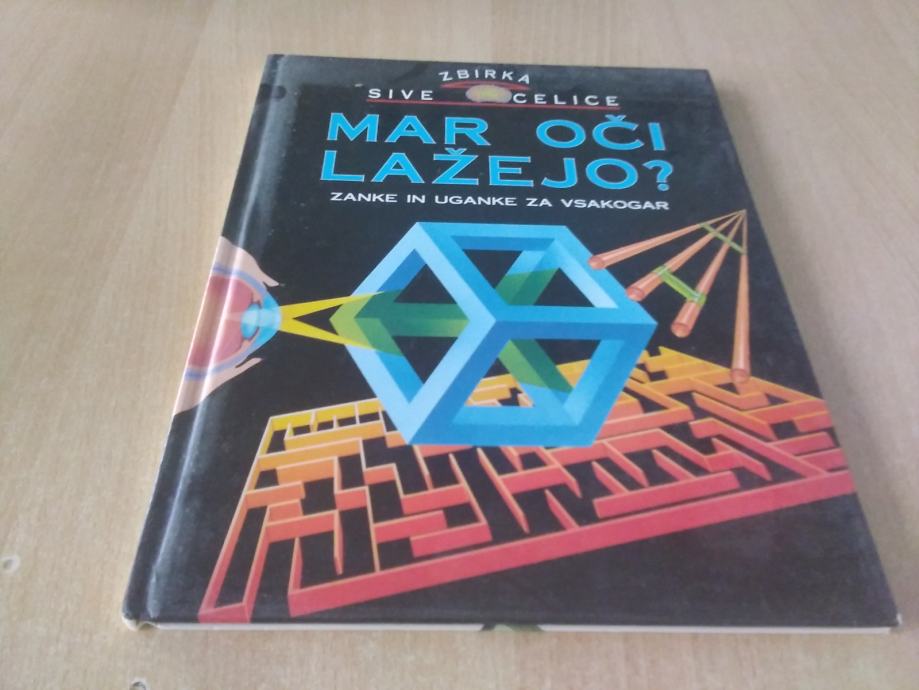 ZBIRKA
SIVE CELICE
MAR OČI
LAŽEJO?
ZANKE IN UGANKE ZA VSAKOGAR